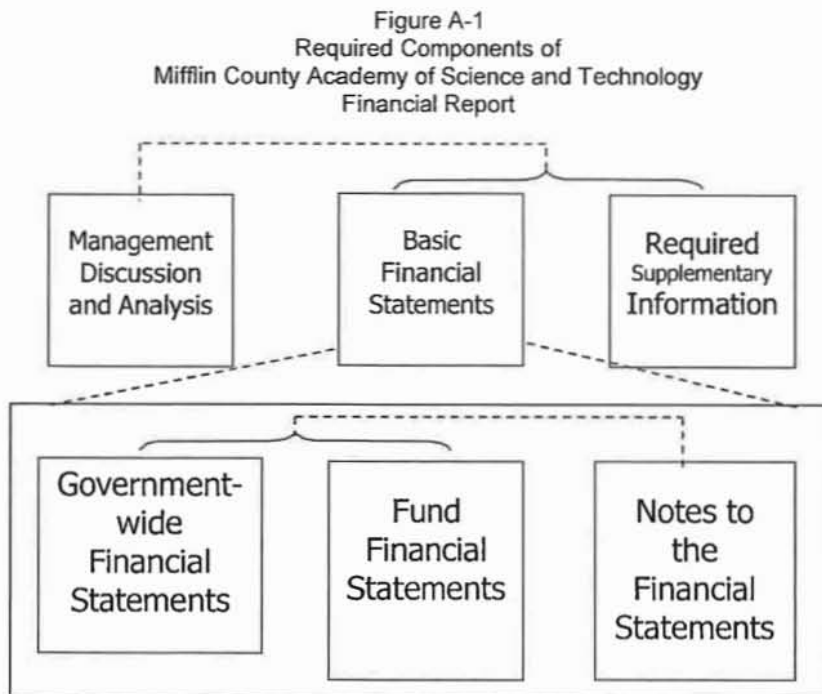 Figure A-1
Required Components of
Mifflin County Academy of Science and Technology
Financial Report
Management
Discussion
and Analysis
Basic
Financial
Statements
Required
Supplementary
Information
Government-
wide
Financial
Statements
Fund
Financial
Statements
Notes to
the
Financial
Statements